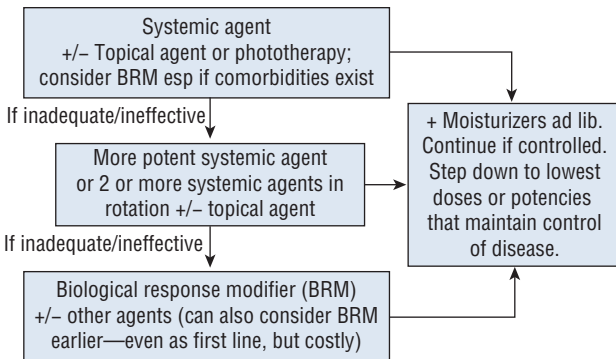 Systemic agent
+/– Topical agent or phototherapy;
consider BRM esp if comorbidities exist
If inadequate/ineffective
More potent systemic agent
or 2 or more systemic agents in
rotation +/– topical agent
If inadequate/ineffective
Biological response modifier (BRM)
+/– other agents (can also consider BRM
earlier—even as first line, but costly)
+ Moisturizers ad lib.
Continue if controlled.
Step down to lowest
doses or potencies
that maintain control
of disease.